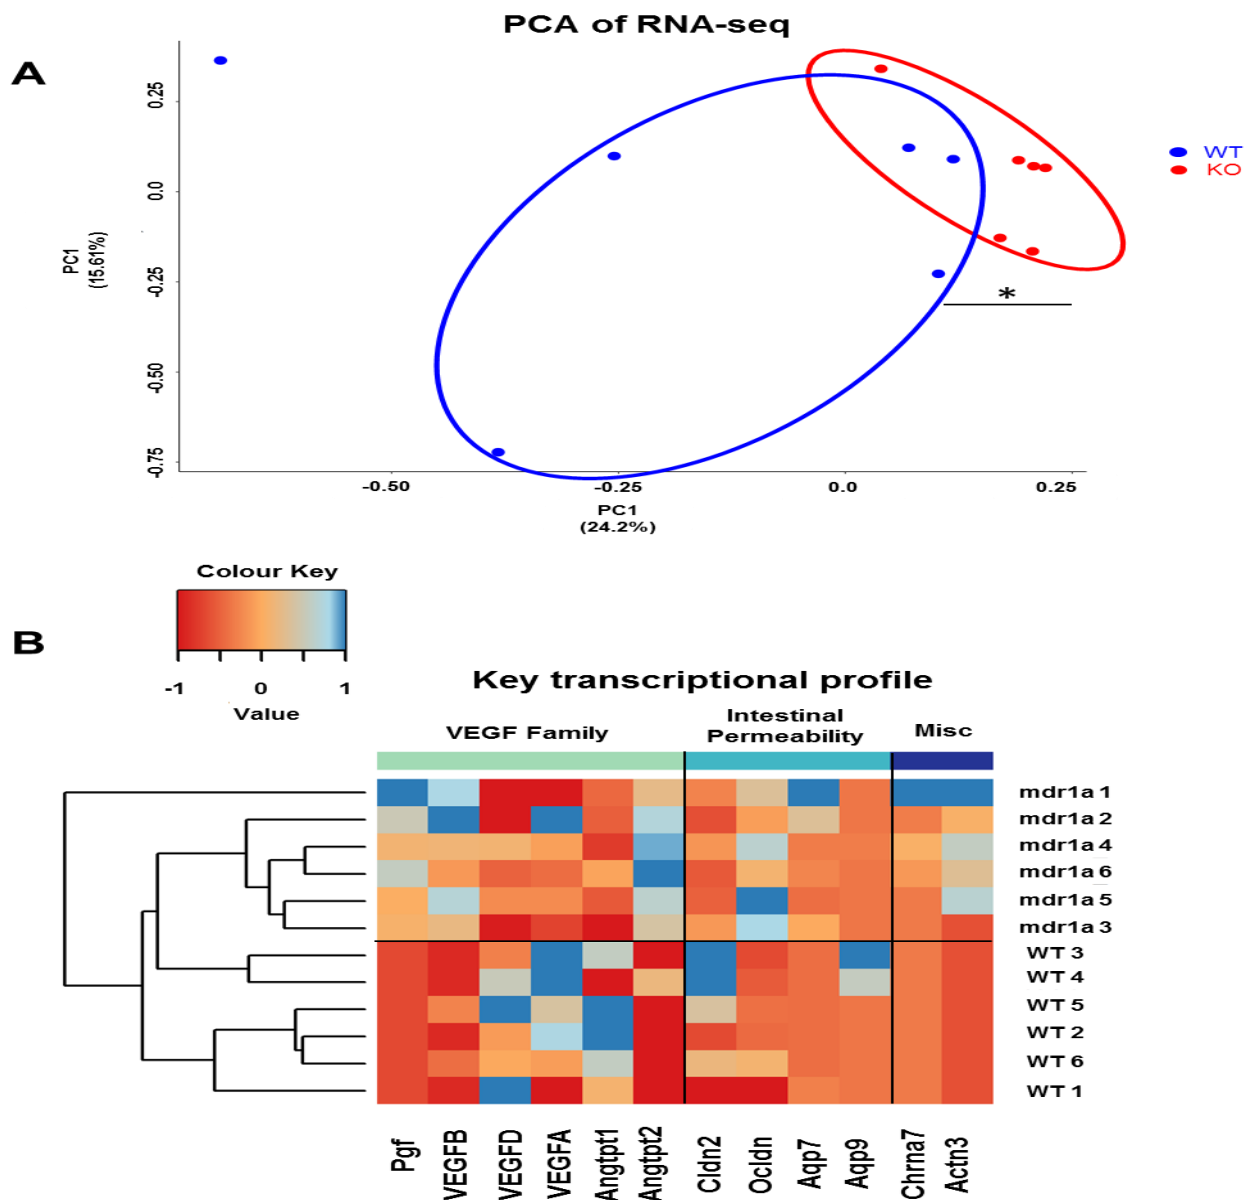 PCA of RNA-seq
A
0.25
0.0
-0.25
-0.50
-0.75
PC1
(15.61%)
WT
KO
*
-0.50
-0.25
0.0
0.25
PC1
(24.2%)
Colour Key
-1
0
1
Value
B
Key transcriptional profile
VEGF Family
Intestinal
Permeability
Misc
mdr1a 1
mdr1a 2
mdr1a 4
mdr1a 6
mdr1a 5
mdr1a 3
WT 3
WT 4
WT 5
WT 2
WT 6
WT 1
Pgf
VEGFB
VEGFD
VEGFA
Angtpt1
Angtpt2
Cldn2
Ocldn
Aqp7
Aqp9
Chrna7
Actn3